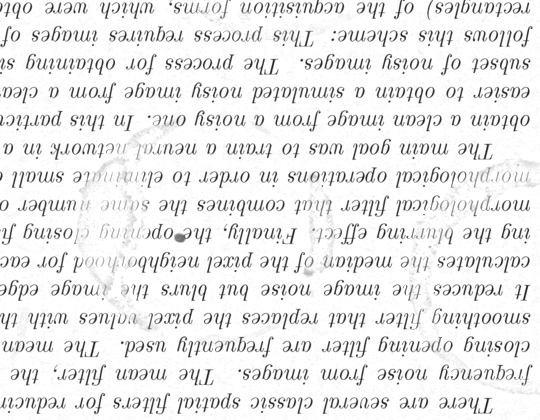 There are several classic spatial filters for reducin
frequency noise from images. The mean filter, the
closing opening filter are frequently used. The mean
smoothing filter that replaces the pixel values with th
It reduces the image noise but blurs the image edge
calculates the median of the pixel neighborhood for eac
ing the blurring effect. Finally, the opening closing fi
morphological filter that combines the same number o
morphological operations in order to eliminate small
The main goal was to train a neural network in a
obtain a clean image from a noisy one. In this particu
easier to obtain a simulated noisy image from a clea
subset of noisy images. The process for obtaining si
follows this scheme: This process requires images of
rectangles) of the acquisition forms, which were obta